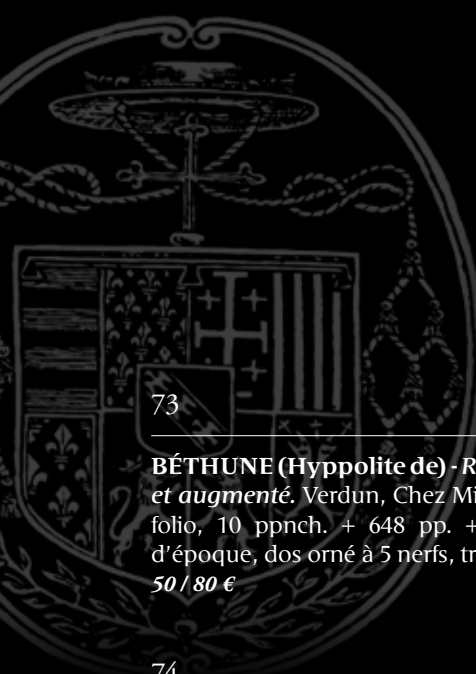 73
BÉTHUNE (Hyppolite de) - R
et augmenté. Verdun, Chez Mi
folio, 10 ppnch. + 648 pp. +
d'époque, dos orné à 5 nerfs, tr
50 / 80 €
74